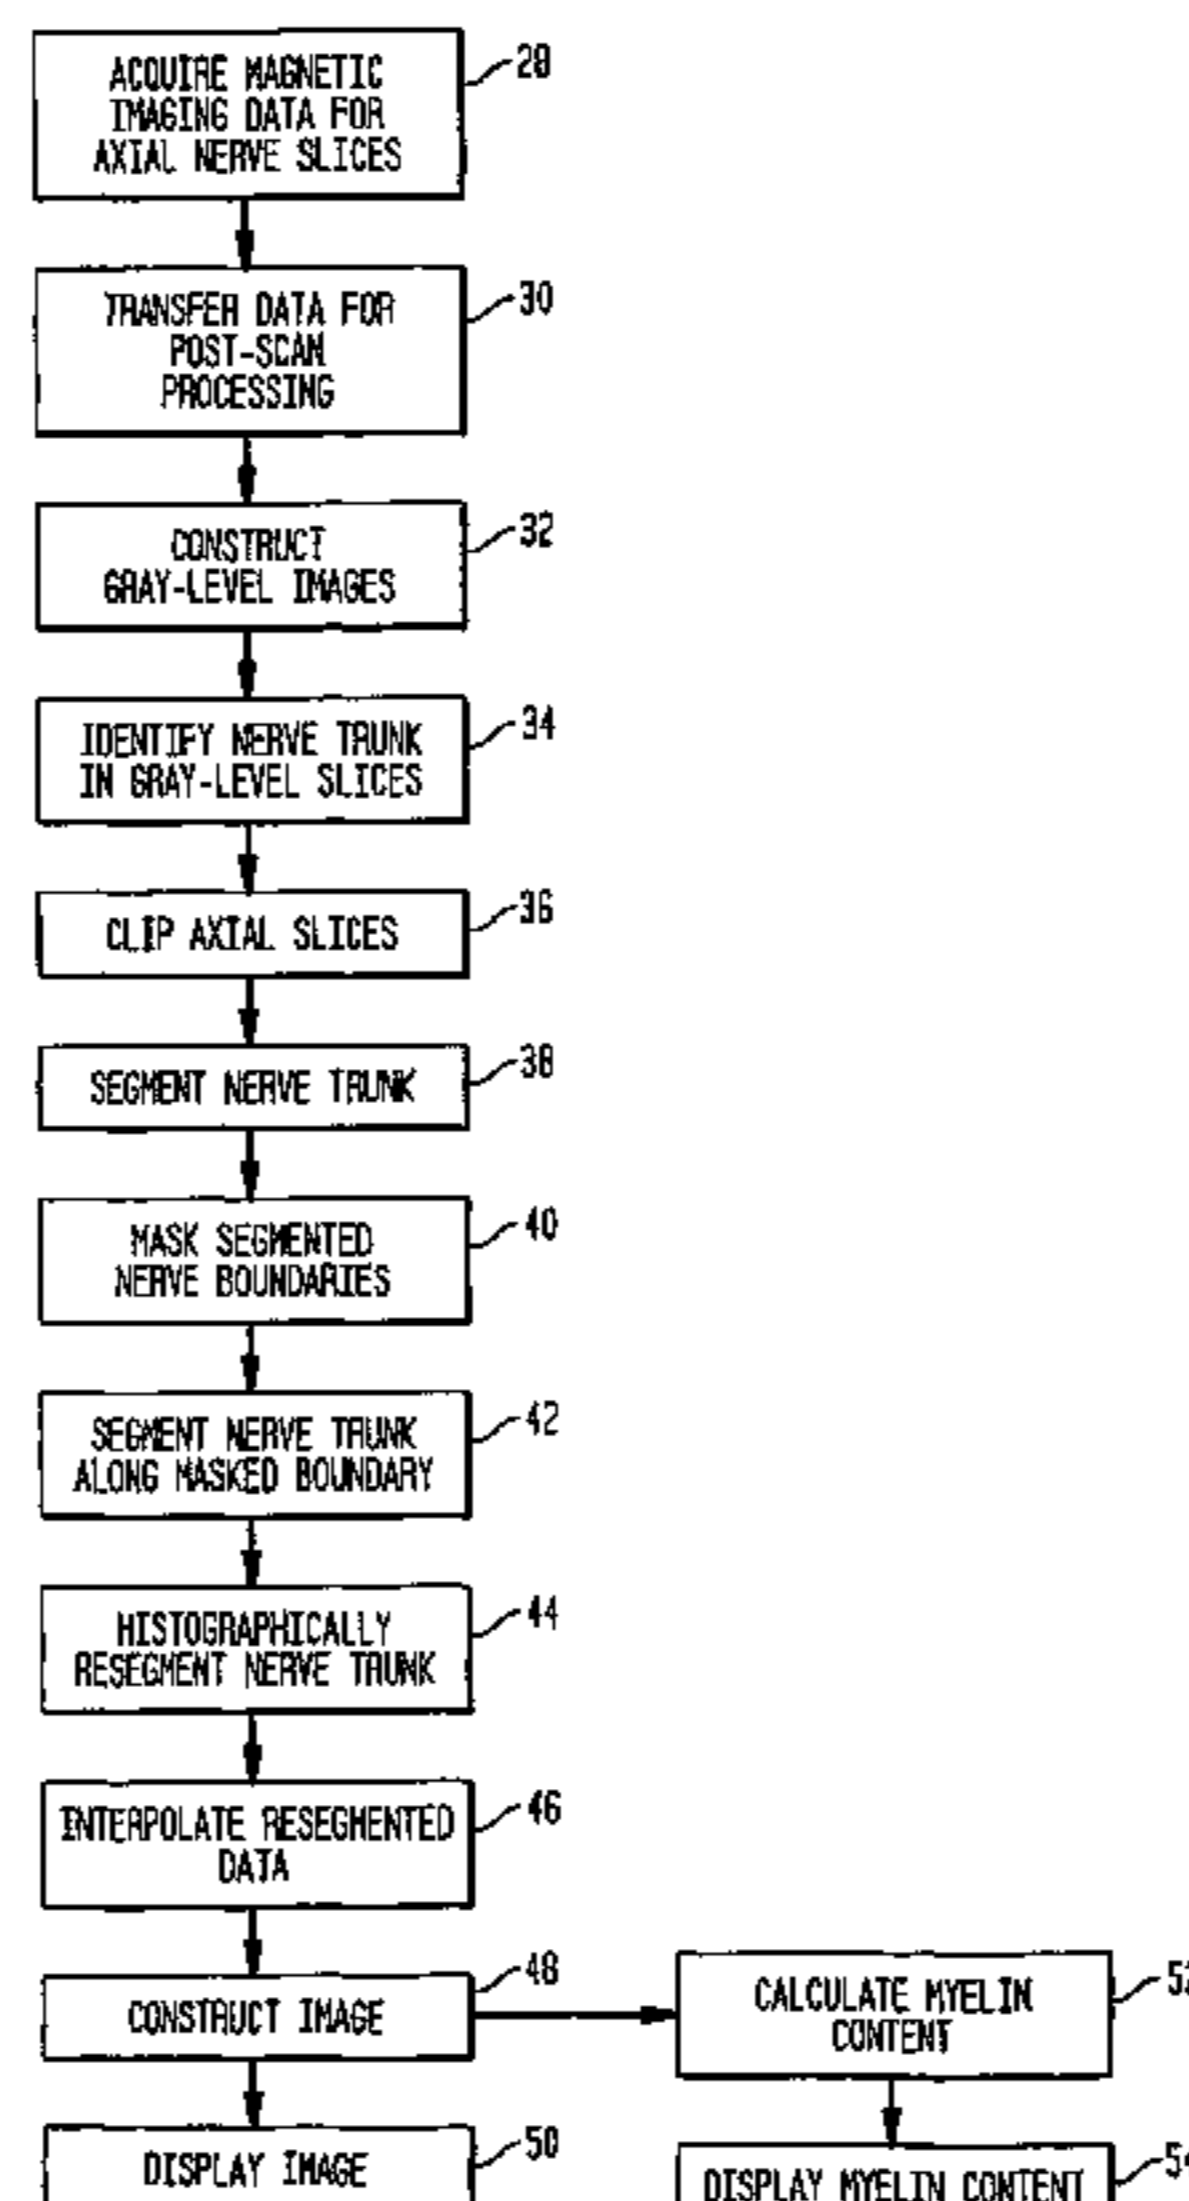 ACQUIRE MAGNETIC
IMAGING DATA FOR
AXIAL NERVE SLICES
28
TRANSFER DATA FOR
POST-SCAN
PROCESSING
30
CONSTRUCT
GRAY-LEVEL IMAGES
32
IDENTIFY NERVE TRUNK
IN GRAY-LEVEL SLICES
34
CLIP AXIAL SLICES
36
SEGMENT NERVE TRUNK
38
MASK SEGMENTED
NERVE BOUNDARIES
40
SEGMENT NERVE TRUNK
ALONG MASKED BOUNDARY
42
HISTOGRAPHICALLY
RESEGMENT NERVE TRUNK
44
INTERPOLATE RESEGMENTED
DATA
46
CONSTRUCT IMAGE
48
CALCULATE MYELIN
CONTENT
DISPLAY IMAGE
50
DISPLAY MYELIN CONTENT
54